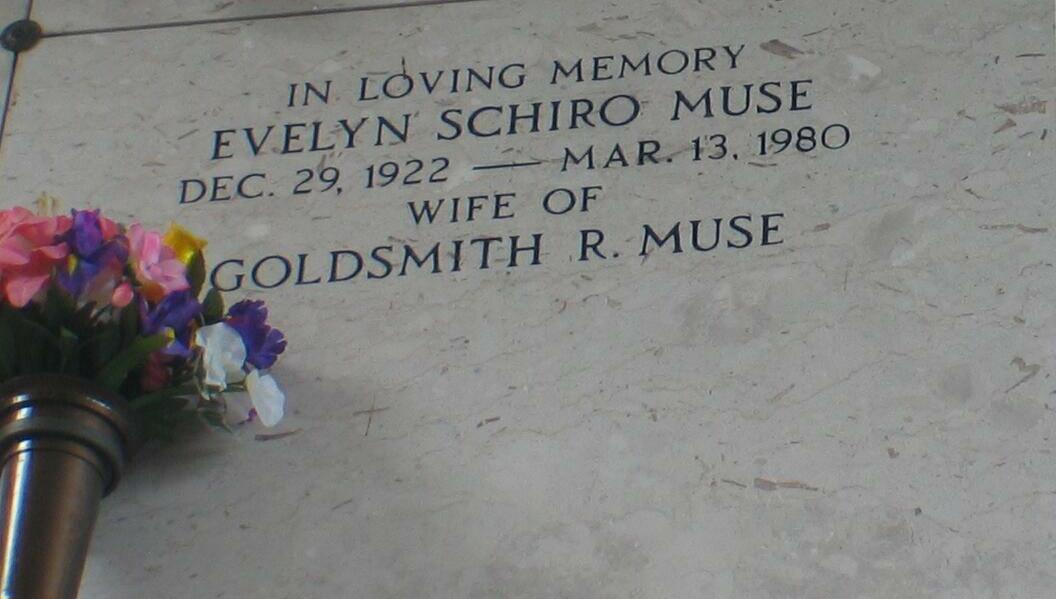 IN LOVING MEMORY
EVELYN SCHIRO MUSE
DEC. 29, 1922 — MAR. 13, 1980
WIFE OF
GOLDSMITH R. MUSE